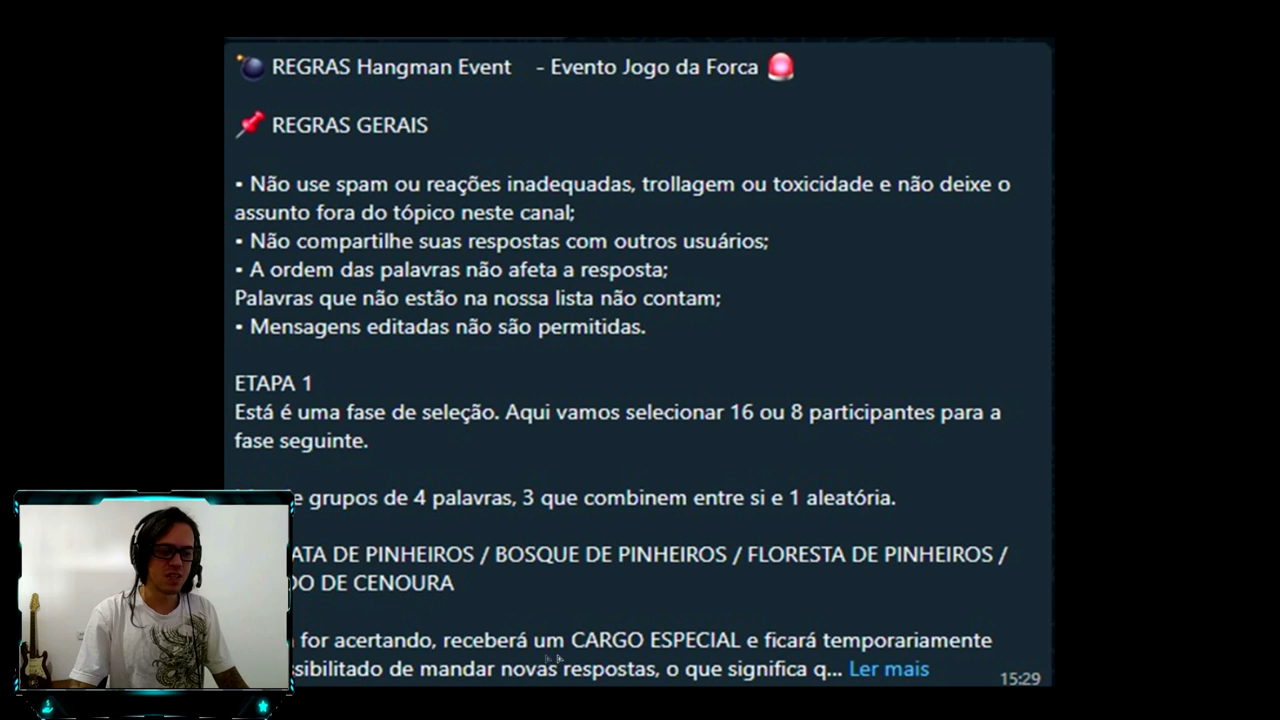 REGRAS Hangman Event - Evento Jogo da Forca
REGRAS GERAIS
• Não use spam ou reações inadequadas, trollagem ou toxicidade e não deixe o
assunto fora do tópico neste canal;
• Não compartilhe suas respostas com outros usuários;
• A ordem das palavras não afeta a resposta;
Palavras que não estão na nossa lista não contam;
• Mensagens editadas não são permitidas.
ETAPA 1
Está é uma fase de seleção. Aqui vamos selecionar 16 ou 8 participantes para a
fase seguinte.
grupos de 4 palavras, 3 que combinem entre si e 1 aleatória.
DE PINHEIROS / BOSQUE DE PINHEIROS / FLORESTA DE PINHEIROS /
DE CENOURA
for acertando, receberá um CARGO ESPECIAL e ficará temporariamente
de mandar novas respostas, o que significa q... Ler mais
15:29